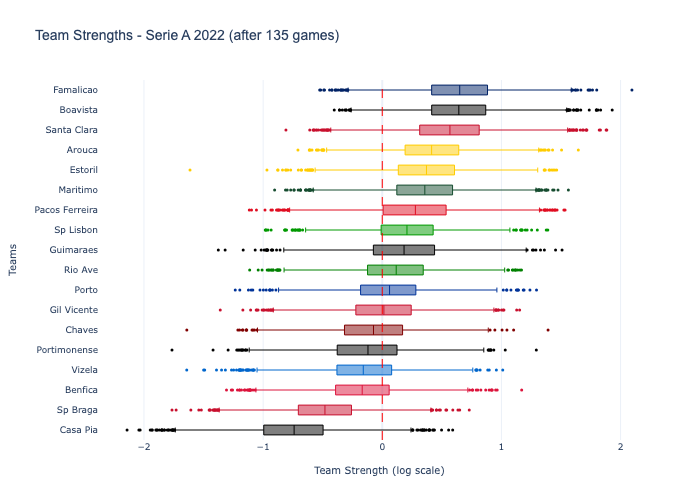 Team Strengths - Serie A 2022 (after 135 games)
Famalicao
Boavista
Santa Clara
Arouca
Estoril
Maritimo
Pacos Ferreira
Sp Lisbon
Guimaraes
Rio Ave
Porto
Gil Vicente
Chaves
Portimonense
Vizela
Benfica
Sp Braga
Casa Pia
Teams
−2 −1 0 1 2
Team Strength (log scale)